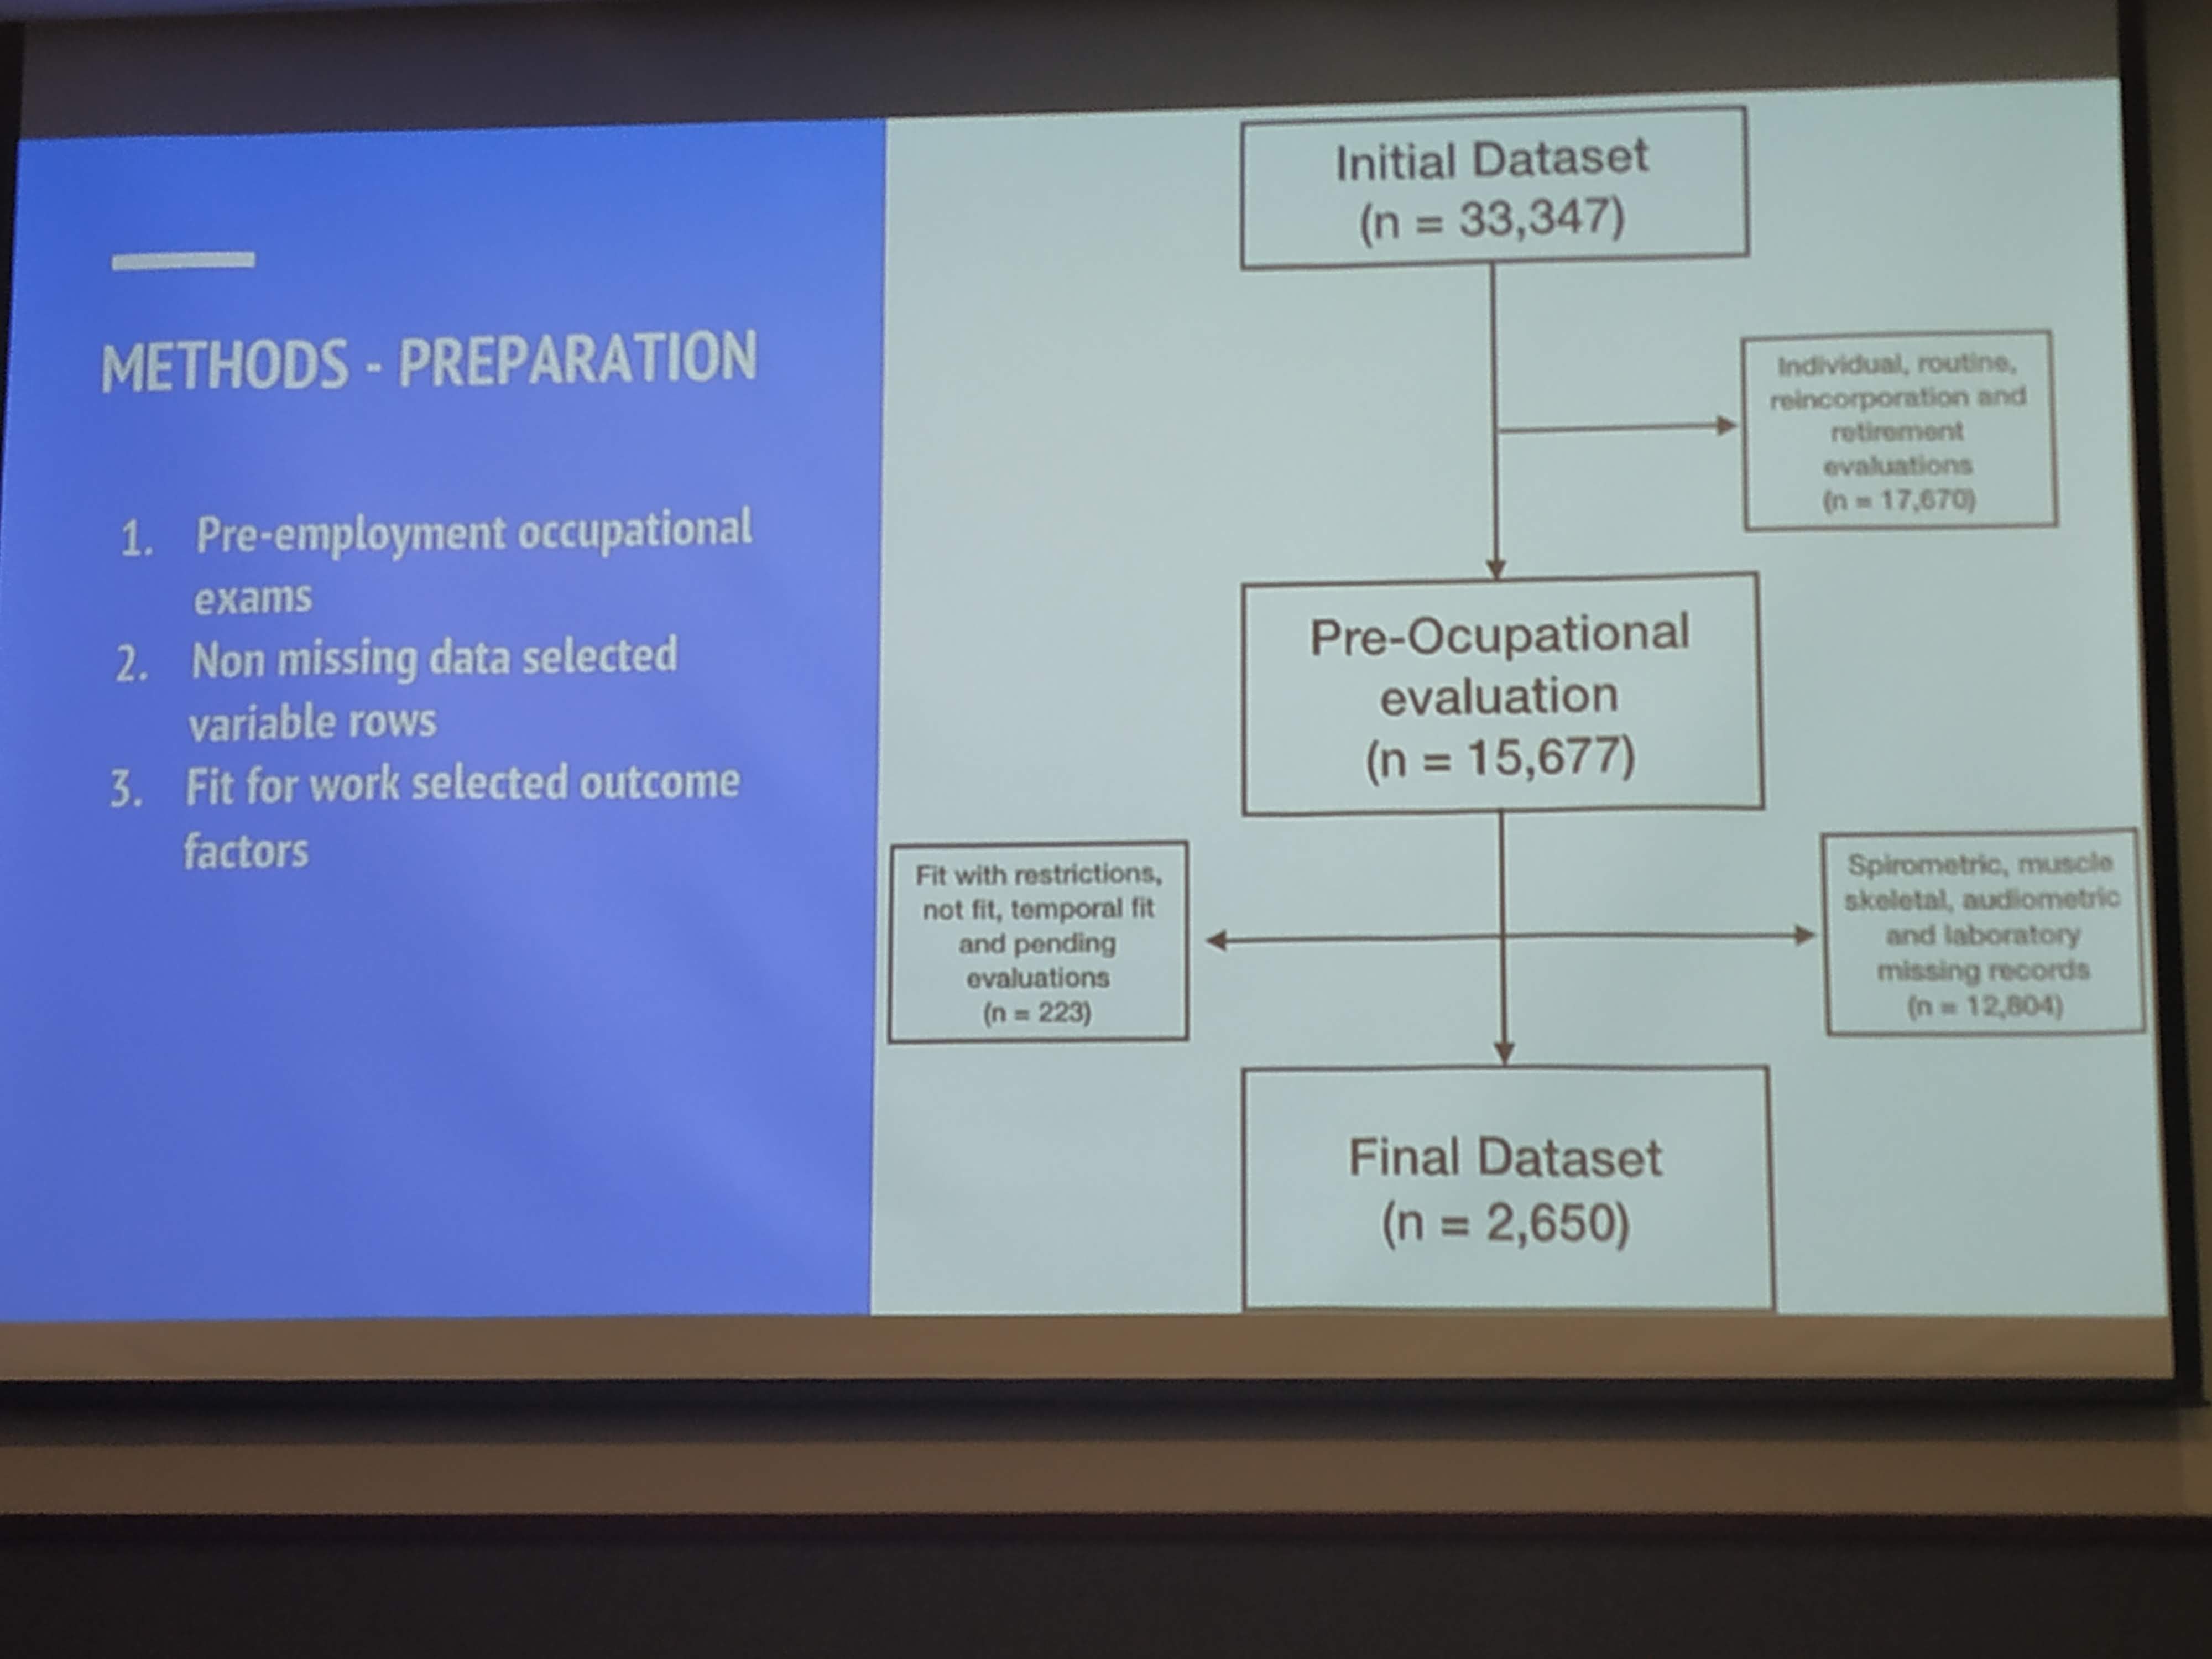 METHODS - PREPARATION
1. Pre-employment occupational
exams
2. Non missing data selected
variable rows
3. Fit for work selected outcome
factors
Initial Dataset
(n = 33,347)
Individual, routine,
reincorporation and
retirement
evaluations
(n = 17,670)
Pre-Ocupational
evaluation
(n = 15,677)
Fit with restrictions,
not fit, temporal fit
and pending
evaluations
(n = 223)
Spirometric, muscle
skeletal, audiometric
and laboratory
missing records
(n = 12,804)
Final Dataset
(n = 2,650)